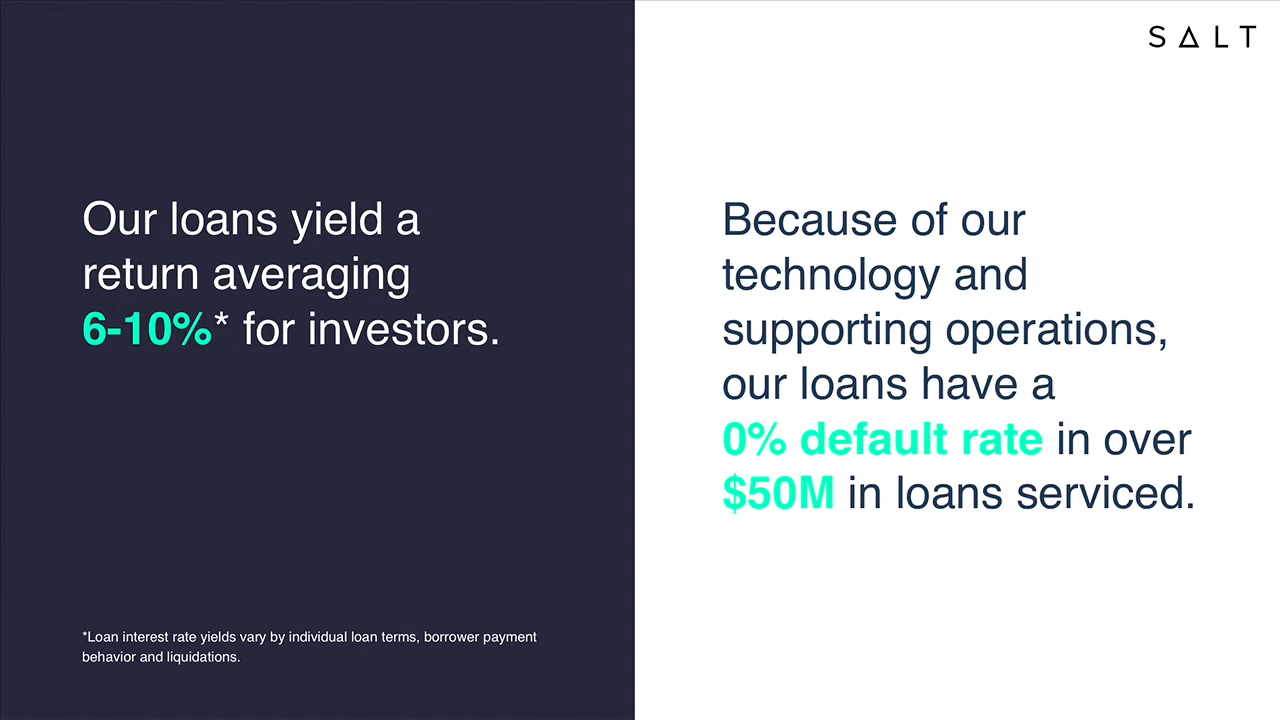 SALT
Our loans yield a
return averaging
6-10%* for investors.
*Loan interest rate yields vary by individual loan terms, borrower payment
behavior and liquidations.
Because of our
technology and
supporting operations,
our loans have a
0% default rate in over
$50M in loans serviced.